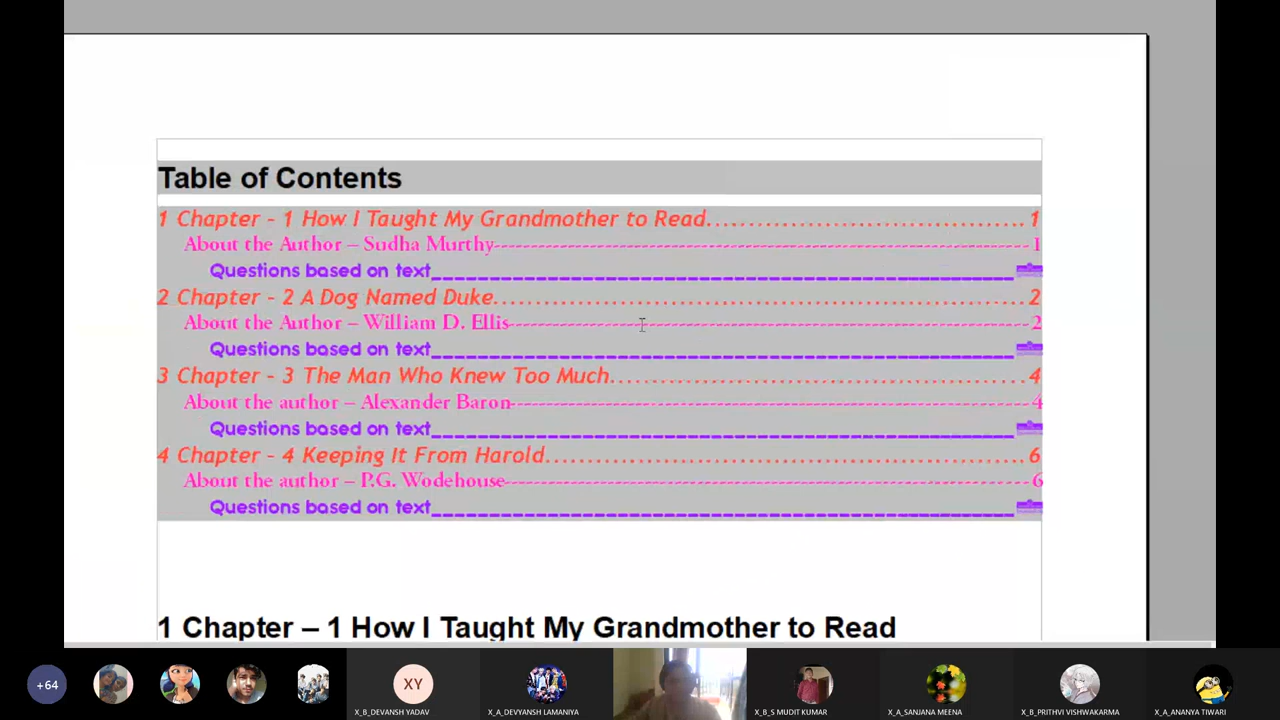 Table of Contents
1 Chapter – 1 How I Taught My Grandmother to Read.......................................1
About the Author – Sudha Murthy---------------------------------------1
Questions based on text_______________________________________
2 Chapter – 2 A Dog Named Duke.......................................2
About the Author – William D. Ellis---------------------------------------2
Questions based on text_______________________________________
3 Chapter – 3 The Man Who Knew Too Much.......................................4
About the author – Alexander Baron---------------------------------------4
Questions based on text_______________________________________
4 Chapter – 4 Keeping It From Harold.......................................6
About the author – P.G. Wodehouse---------------------------------------6
Questions based on text_______________________________________
1 Chapter – 1 How I Taught My Grandmother to Read
+64
XY
X_B_DEVANSH YADAV
X_A_DEVYANSH LAMANIYA
X_B_S MUDIT KUMAR
X_A_SANJANA MEENA
X_B_PRITHVI VISHWAKARMA
X_A_ANANYA TIWARI